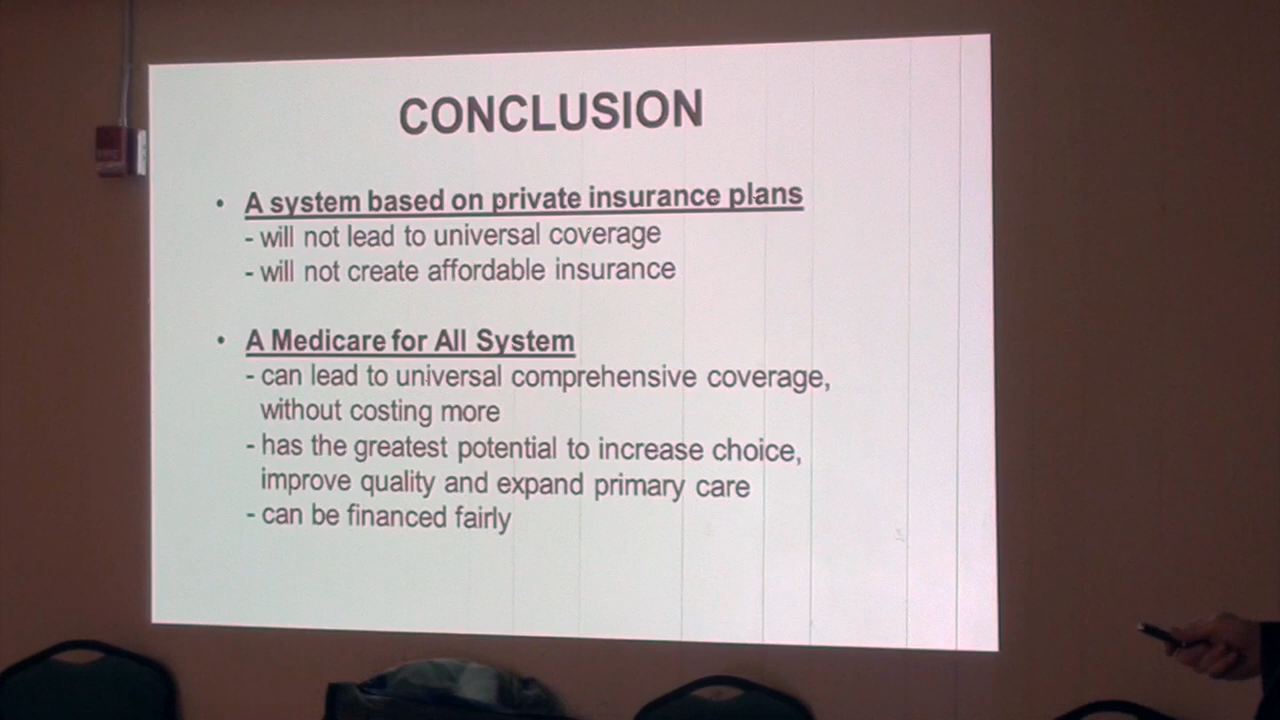 CONCLUSION
• A system based on private insurance plans
- will not lead to universal coverage
- will not create affordable insurance
• A Medicare for All System
- can lead to universal comprehensive coverage,
without costing more
- has the greatest potential to increase choice,
improve quality and expand primary care
- can be financed fairly